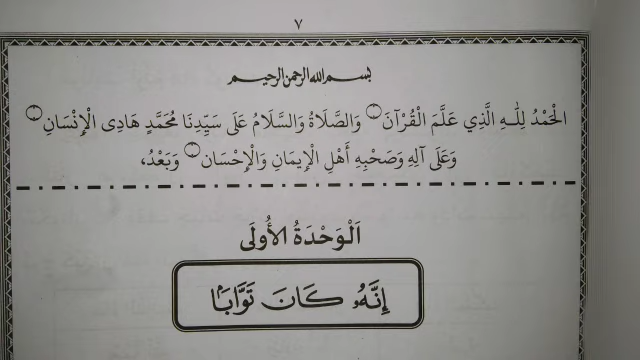 ٧
بسم الله الرحمن الرحيم
الْحَمْدُ لِلّٰهِ الَّذِي عَلَّمَ الْقُرْآنَ وَالصَّلَاةُ وَالسَّلَامُ عَلَى سَيِّدِنَا مُحَمَّدٍ هَادِى الْإِنْسَانِ
وَعَلَى آلِهِ وَصَحْبِهِ أَهْلِ الْإِيمَانِ وَالْإِحْسَانِ وَبَعْدُ،
اَلْوَحْدَةُ الْأُولَى
إِنَّهُۥ كَانَ تَوَّابَۢا